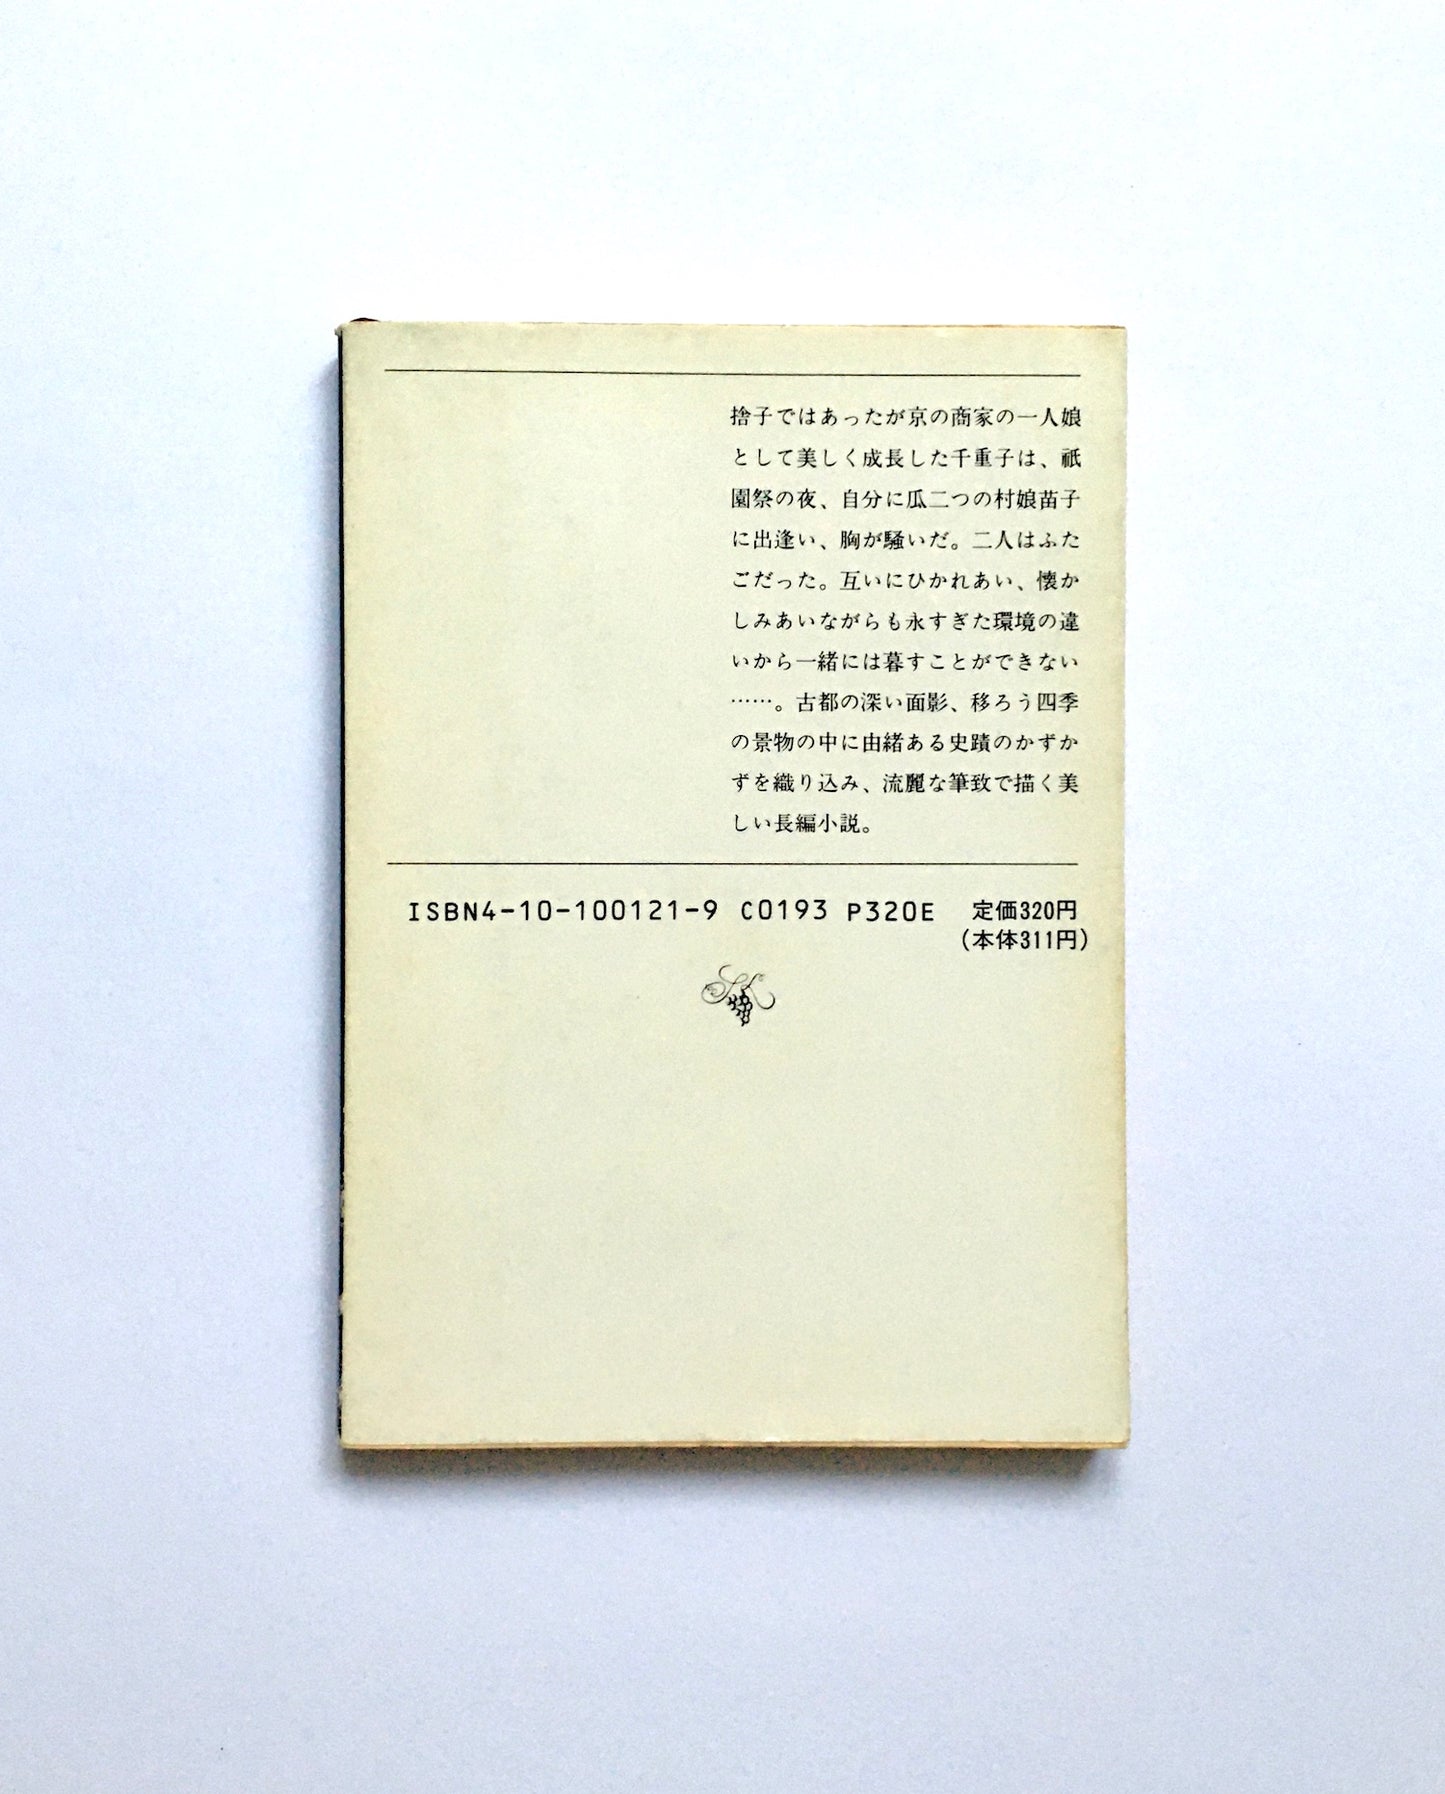 捨子ではあったが京の商家の一人娘
として美しく成長した千重子は、祇
園祭の夜、自分に瓜二つの村娘苗子
に出逢い、胸が騒いだ。二人はふた
ごだった。互いにひかれあい、懐か
しみあいながらも永すぎた環境の違
いから一緒には暮すことができない
……。古都の深い面影、移ろう四季
の景物の中に由緒ある史蹟のかずか
ずを織り込み、流麗な筆致で描く美
しい長編小説。
ISBN4-10-100121-9 C0193 P320E 定価320円
(本体311円)